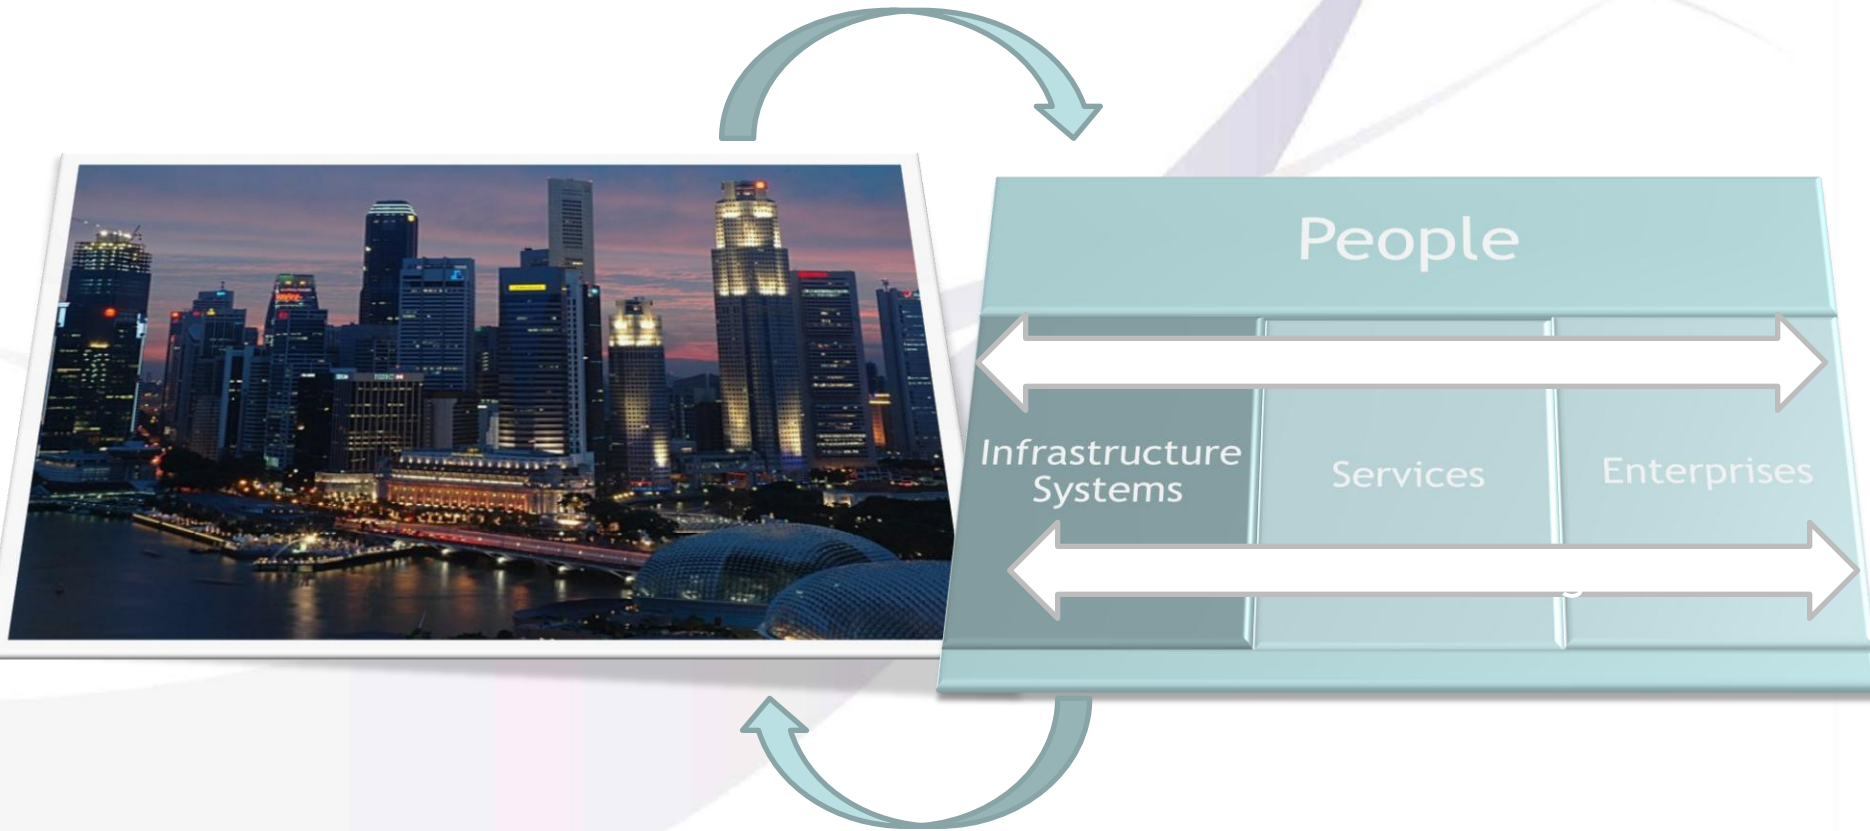 People
Infrastructure
Systems
Services
Enterprises